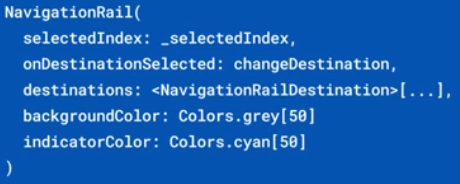 NavigationRail(
  selectedIndex: _selectedIndex,
  onDestinationSelected: changeDestination,
  destinations: <NavigationRailDestination>[...],
  backgroundColor: Colors.grey[50]
  indicatorColor: Colors.cyan[50]
)